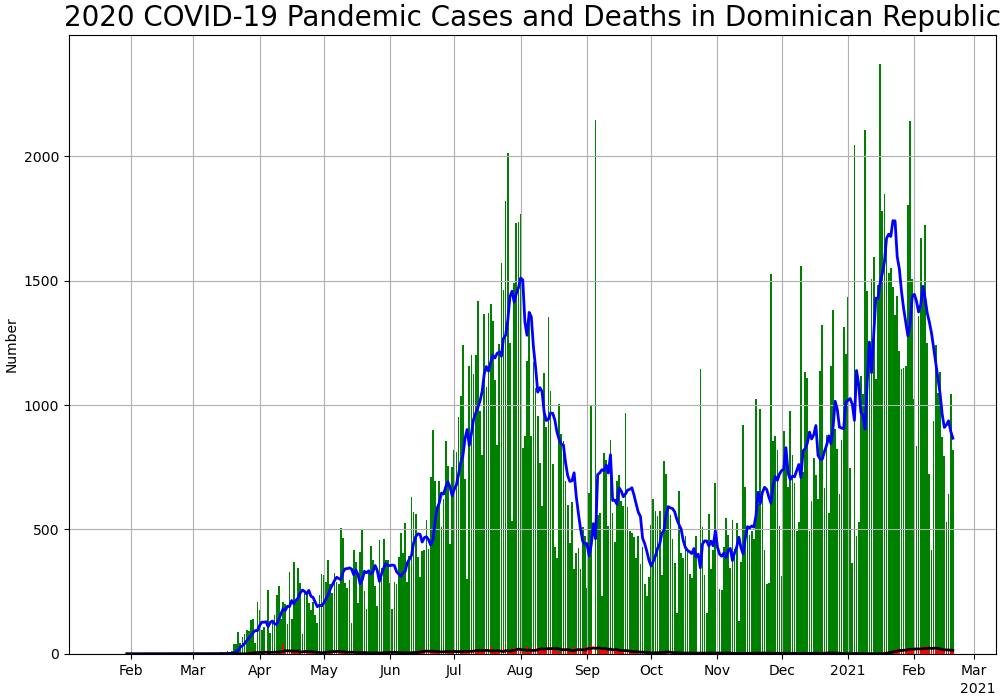 2020 COVID-19 Pandemic Cases and Deaths in Dominican Republic
Number
2000
1500
1000
500
0
Feb Mar Apr May Jun Jul Aug Sep Oct Nov Dec 2021 Feb Mar
2021